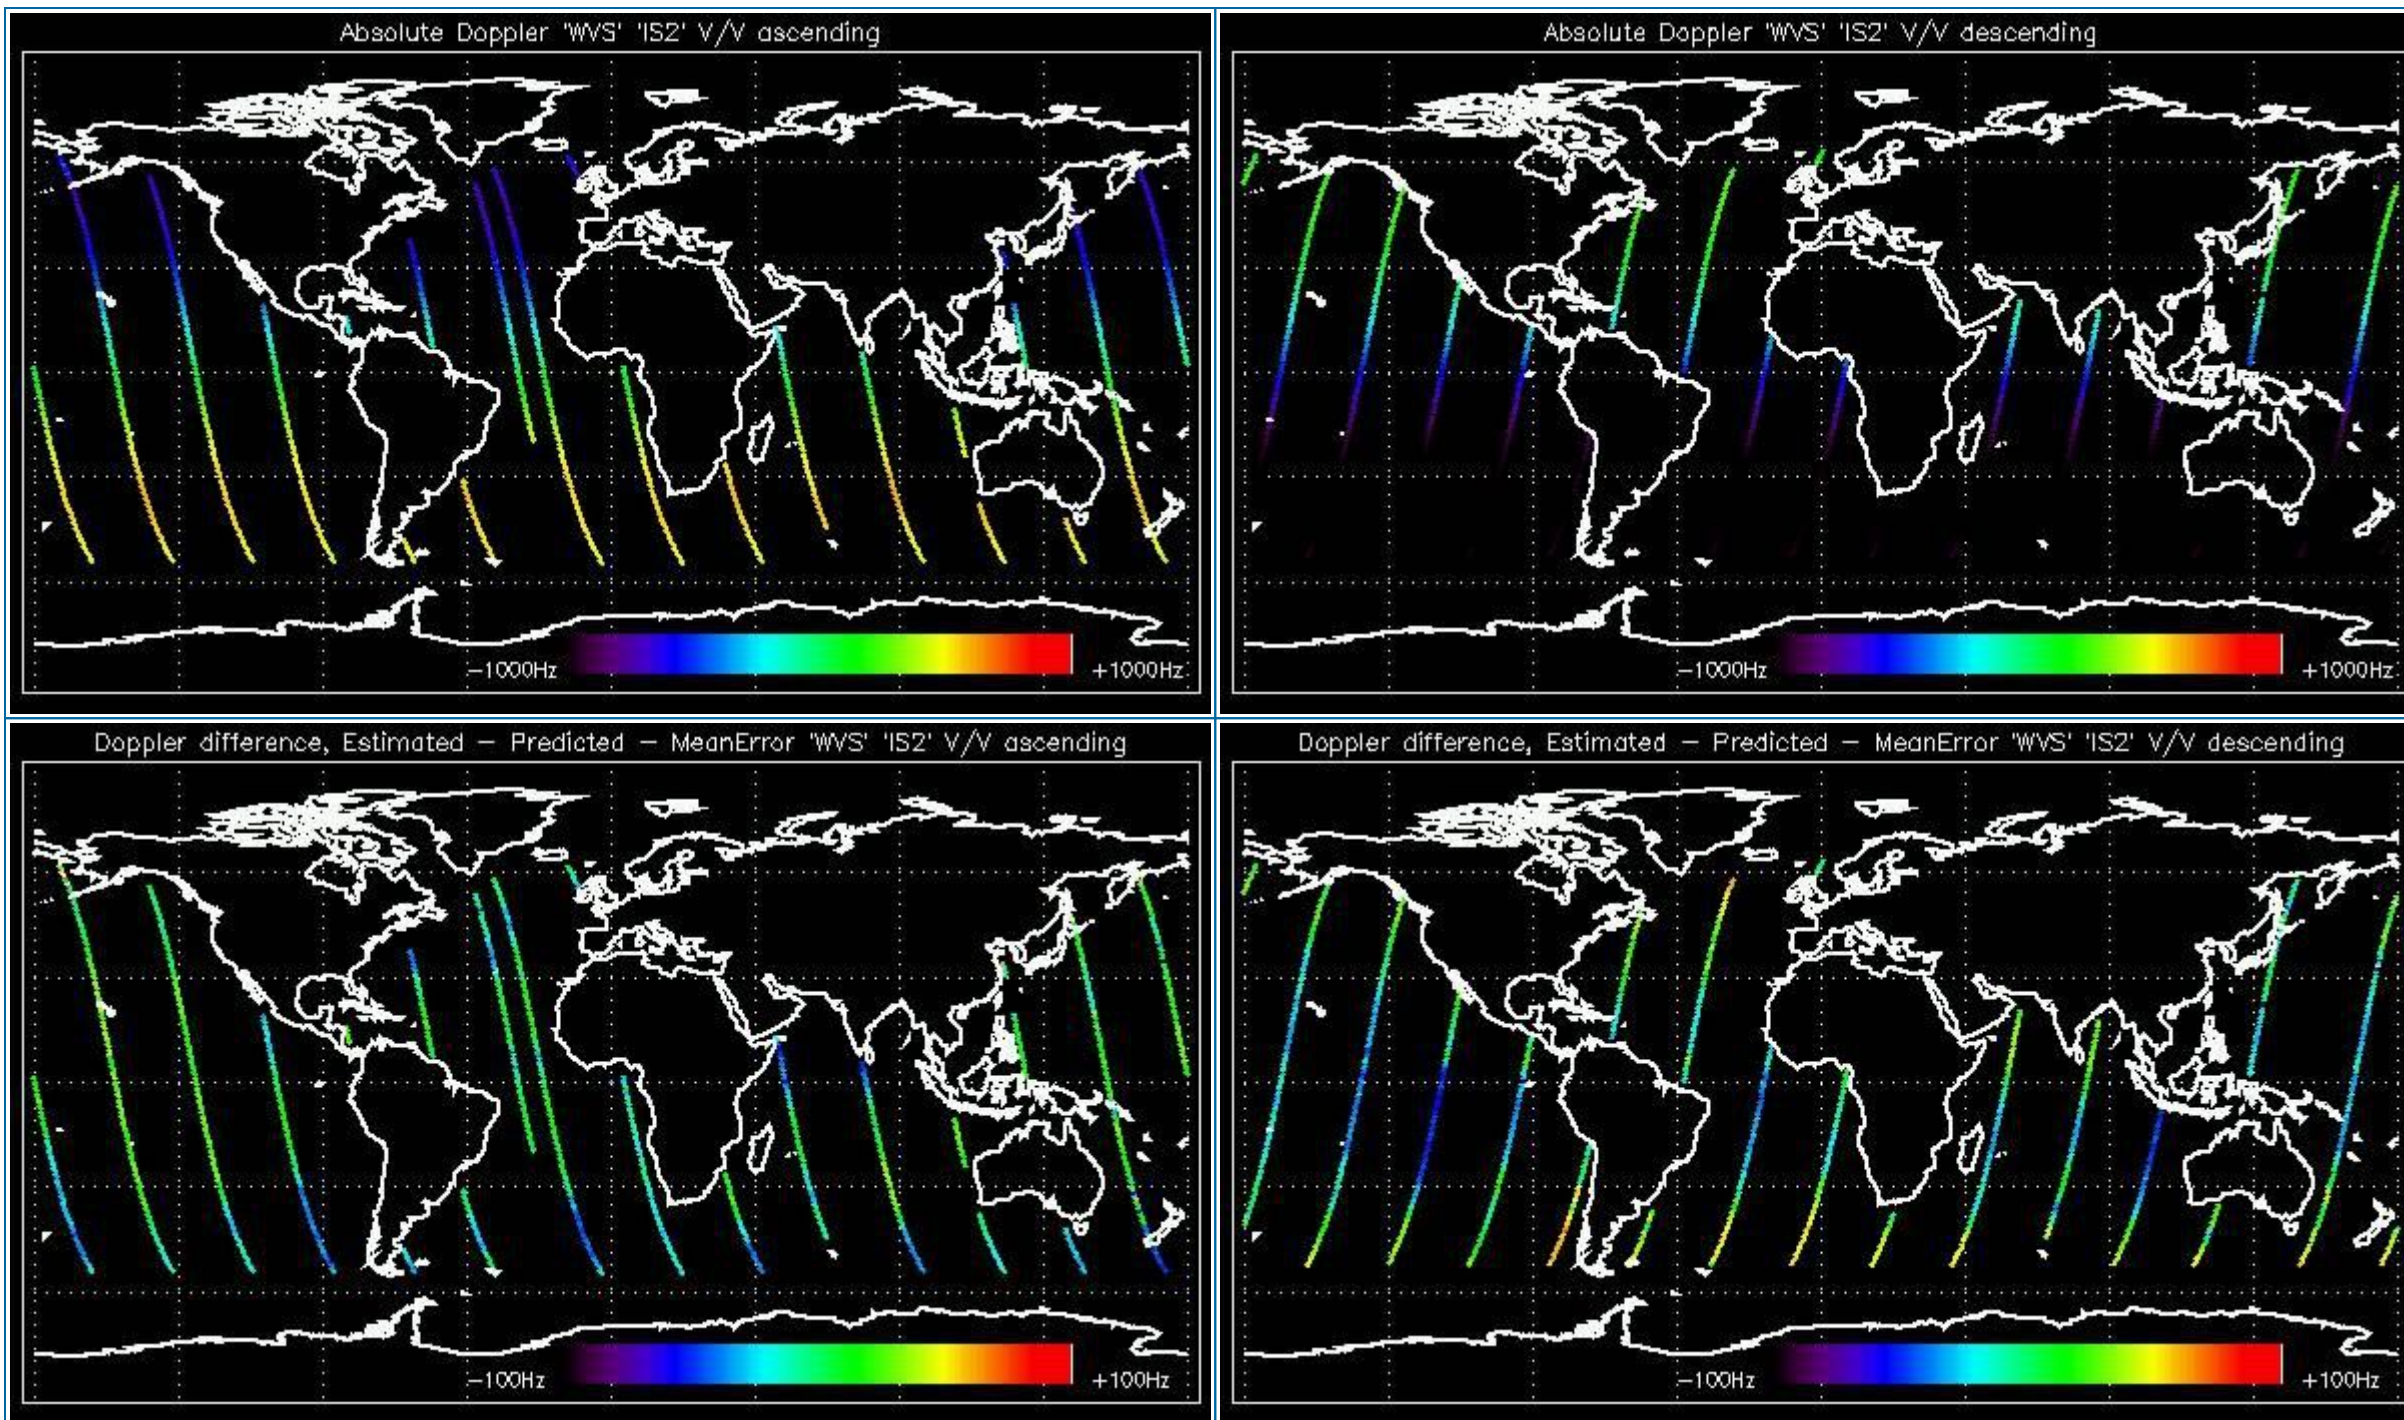 Absolute Doppler 'WVS' 'IS2' V/V ascending
-1000Hz
+1000Hz
Absolute Doppler 'WVS' 'IS2' V/V descending
-1000Hz
+1000Hz
Doppler difference, Estimated - Predicted - MeanError 'WVS' 'IS2' V/V ascending
-100Hz
+100Hz
Doppler difference, Estimated - Predicted - MeanError 'WVS' 'IS2' V/V descending
-100Hz
+100Hz